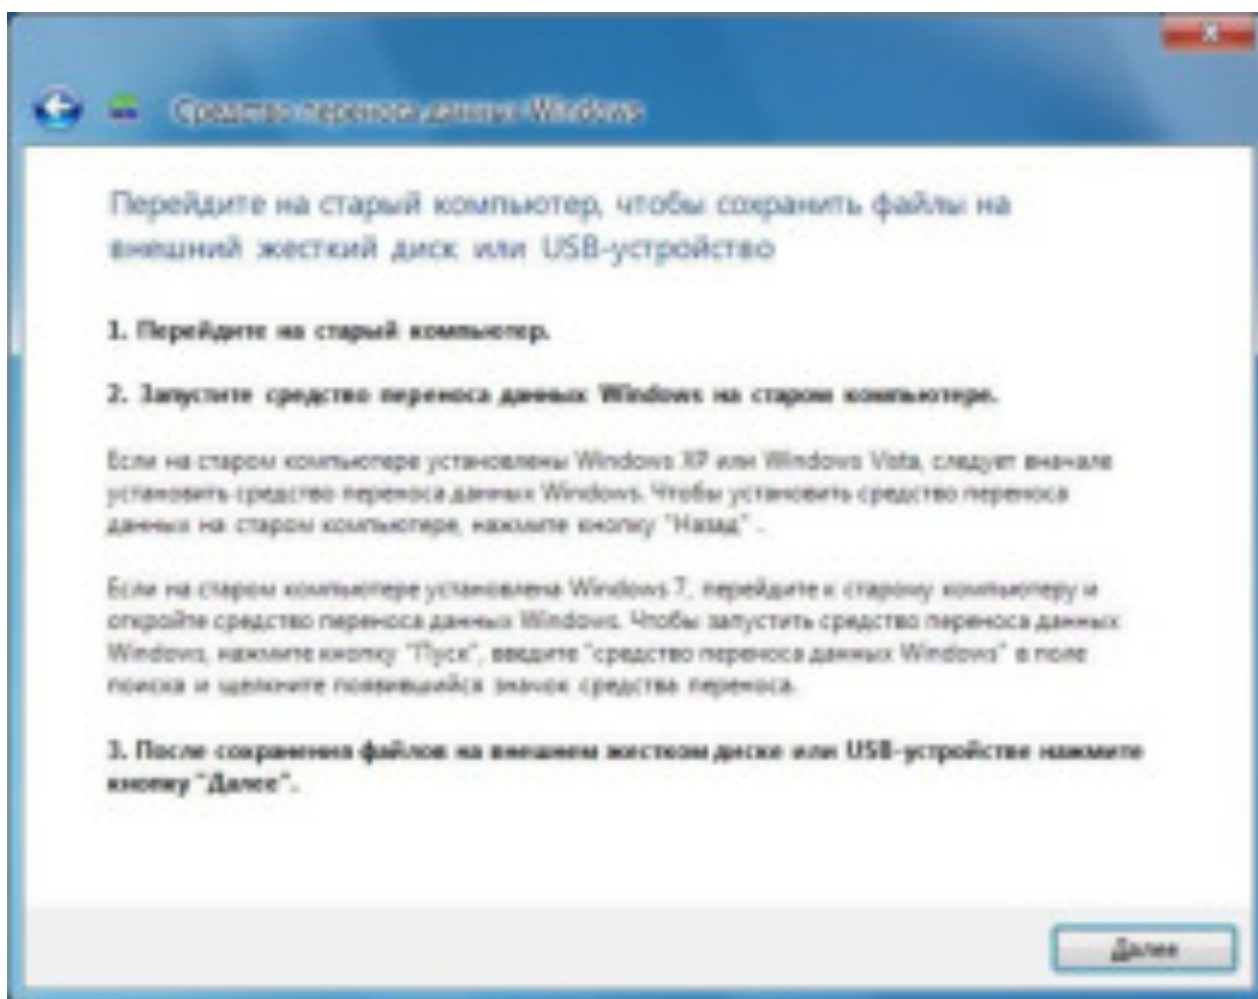 Средство переноса данных Windows
Перейдите на старый компьютер, чтобы сохранить файлы на
внешний жесткий диск или USB-устройство
1. Перейдите на старый компьютер.
2. Запустите средство переноса данных Windows на старом компьютере.
Если на старом компьютере установлены Windows XP или Windows Vista, следует вначале
установить средство переноса данных Windows. Чтобы установить средство переноса
данных на старом компьютере, нажмите кнопку "Назад" .
Если на старом компьютере установлена Windows 7, перейдите к старому компьютеру и
откройте средство переноса данных Windows. Чтобы запустить средство переноса данных
Windows, нажмите кнопку "Пуск", введите "средство переноса данных Windows" в поле
поиска и щелкните появившийся значок средства переноса.
3. После сохранения файлов на внешнем жестком диске или USB-устройстве нажмите
кнопку "Далее".
Далее